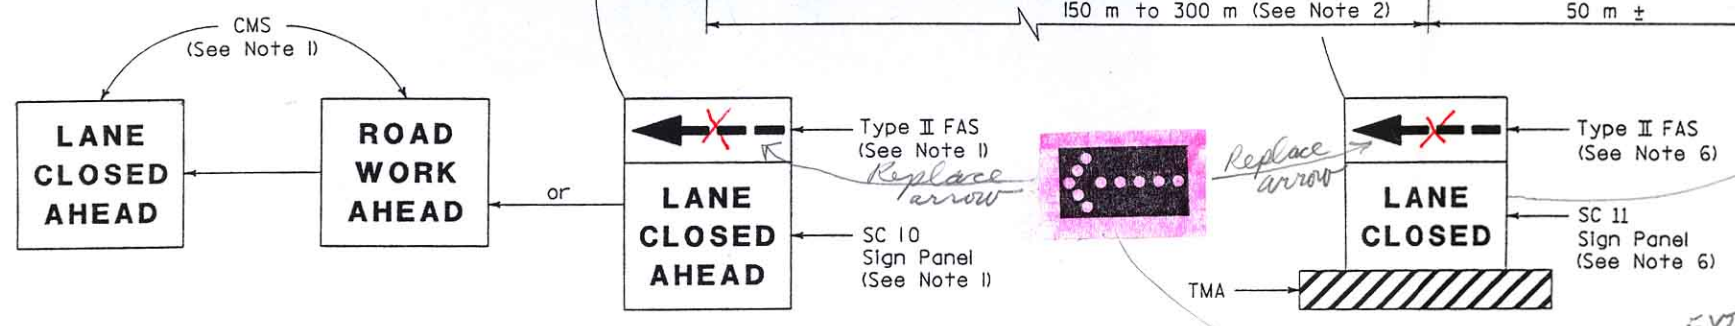 150 m to 300 m (See Note 2)
50 m ±
CMS
(See Note 1)
LANE
CLOSED
AHEAD
ROAD
WORK
AHEAD
or
Type II FAS
(See Note 1)
Replace
arrow
LANE
CLOSED
AHEAD
SC 10
Sign Panel
(See Note 1)
Replace
arrow
Type II FAS
(See Note 6)
LANE
CLOSED
SC 11
Sign Panel
(See Note 6)
TMA